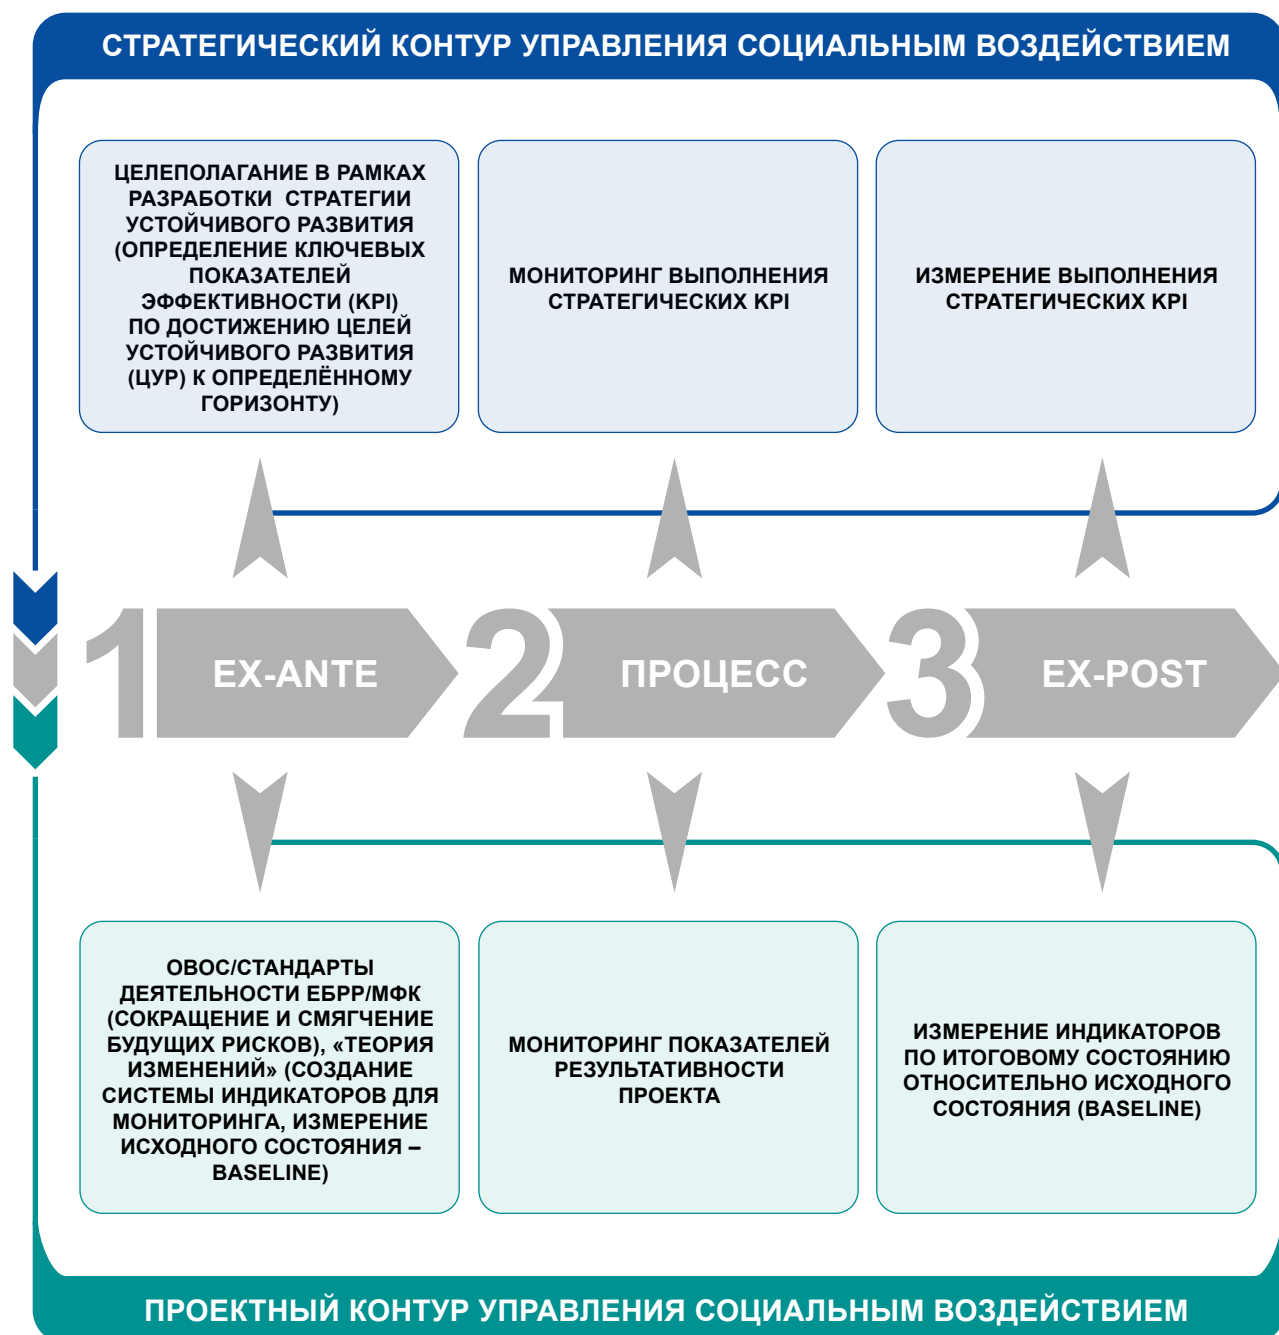 СТРАТЕГИЧЕСКИЙ КОНТУР УПРАВЛЕНИЯ СОЦИАЛЬНЫМ ВОЗДЕЙСТВИЕМ
ЦЕЛЕПОЛАГАНИЕ В РАМКАХ
РАЗРАБОТКИ СТРАТЕГИИ
УСТОЙЧИВОГО РАЗВИТИЯ
(ОПРЕДЕЛЕНИЕ КЛЮЧЕВЫХ
ПОКАЗАТЕЛЕЙ
ЭФФЕКТИВНОСТИ (KPI)
ПО ДОСТИЖЕНИЮ ЦЕЛЕЙ
УСТОЙЧИВОГО РАЗВИТИЯ
(ЦУР) К ОПРЕДЕЛЁННОМУ
ГОРИЗОНТУ)
МОНИТОРИНГ ВЫПОЛНЕНИЯ
СТРАТЕГИЧЕСКИХ KPI
ИЗМЕРЕНИЕ ВЫПОЛНЕНИЯ
СТРАТЕГИЧЕСКИХ KPI
1 EX-ANTE
2 ПРОЦЕСС
3 EX-POST
ОВОС/СТАНДАРТЫ
ДЕЯТЕЛЬНОСТИ ЕБРР/МФК
(СОКРАЩЕНИЕ И СМЯГЧЕНИЕ
БУДУЩИХ РИСКОВ), «ТЕОРИЯ
ИЗМЕНЕНИЙ» (СОЗДАНИЕ
СИСТЕМЫ ИНДИКАТОРОВ ДЛЯ
МОНИТОРИНГА, ИЗМЕРЕНИЕ
ИСХОДНОГО СОСТОЯНИЯ –
BASELINE)
МОНИТОРИНГ ПОКАЗАТЕЛЕЙ
РЕЗУЛЬТАТИВНОСТИ
ПРОЕКТА
ИЗМЕРЕНИЕ ИНДИКАТОРОВ
ПО ИТОГОВОМУ СОСТОЯНИЮ
ОТНОСИТЕЛЬНО ИСХОДНОГО
СОСТОЯНИЯ (BASELINE)
ПРОЕКТНЫЙ КОНТУР УПРАВЛЕНИЯ СОЦИАЛЬНЫМ ВОЗДЕЙСТВИЕМ